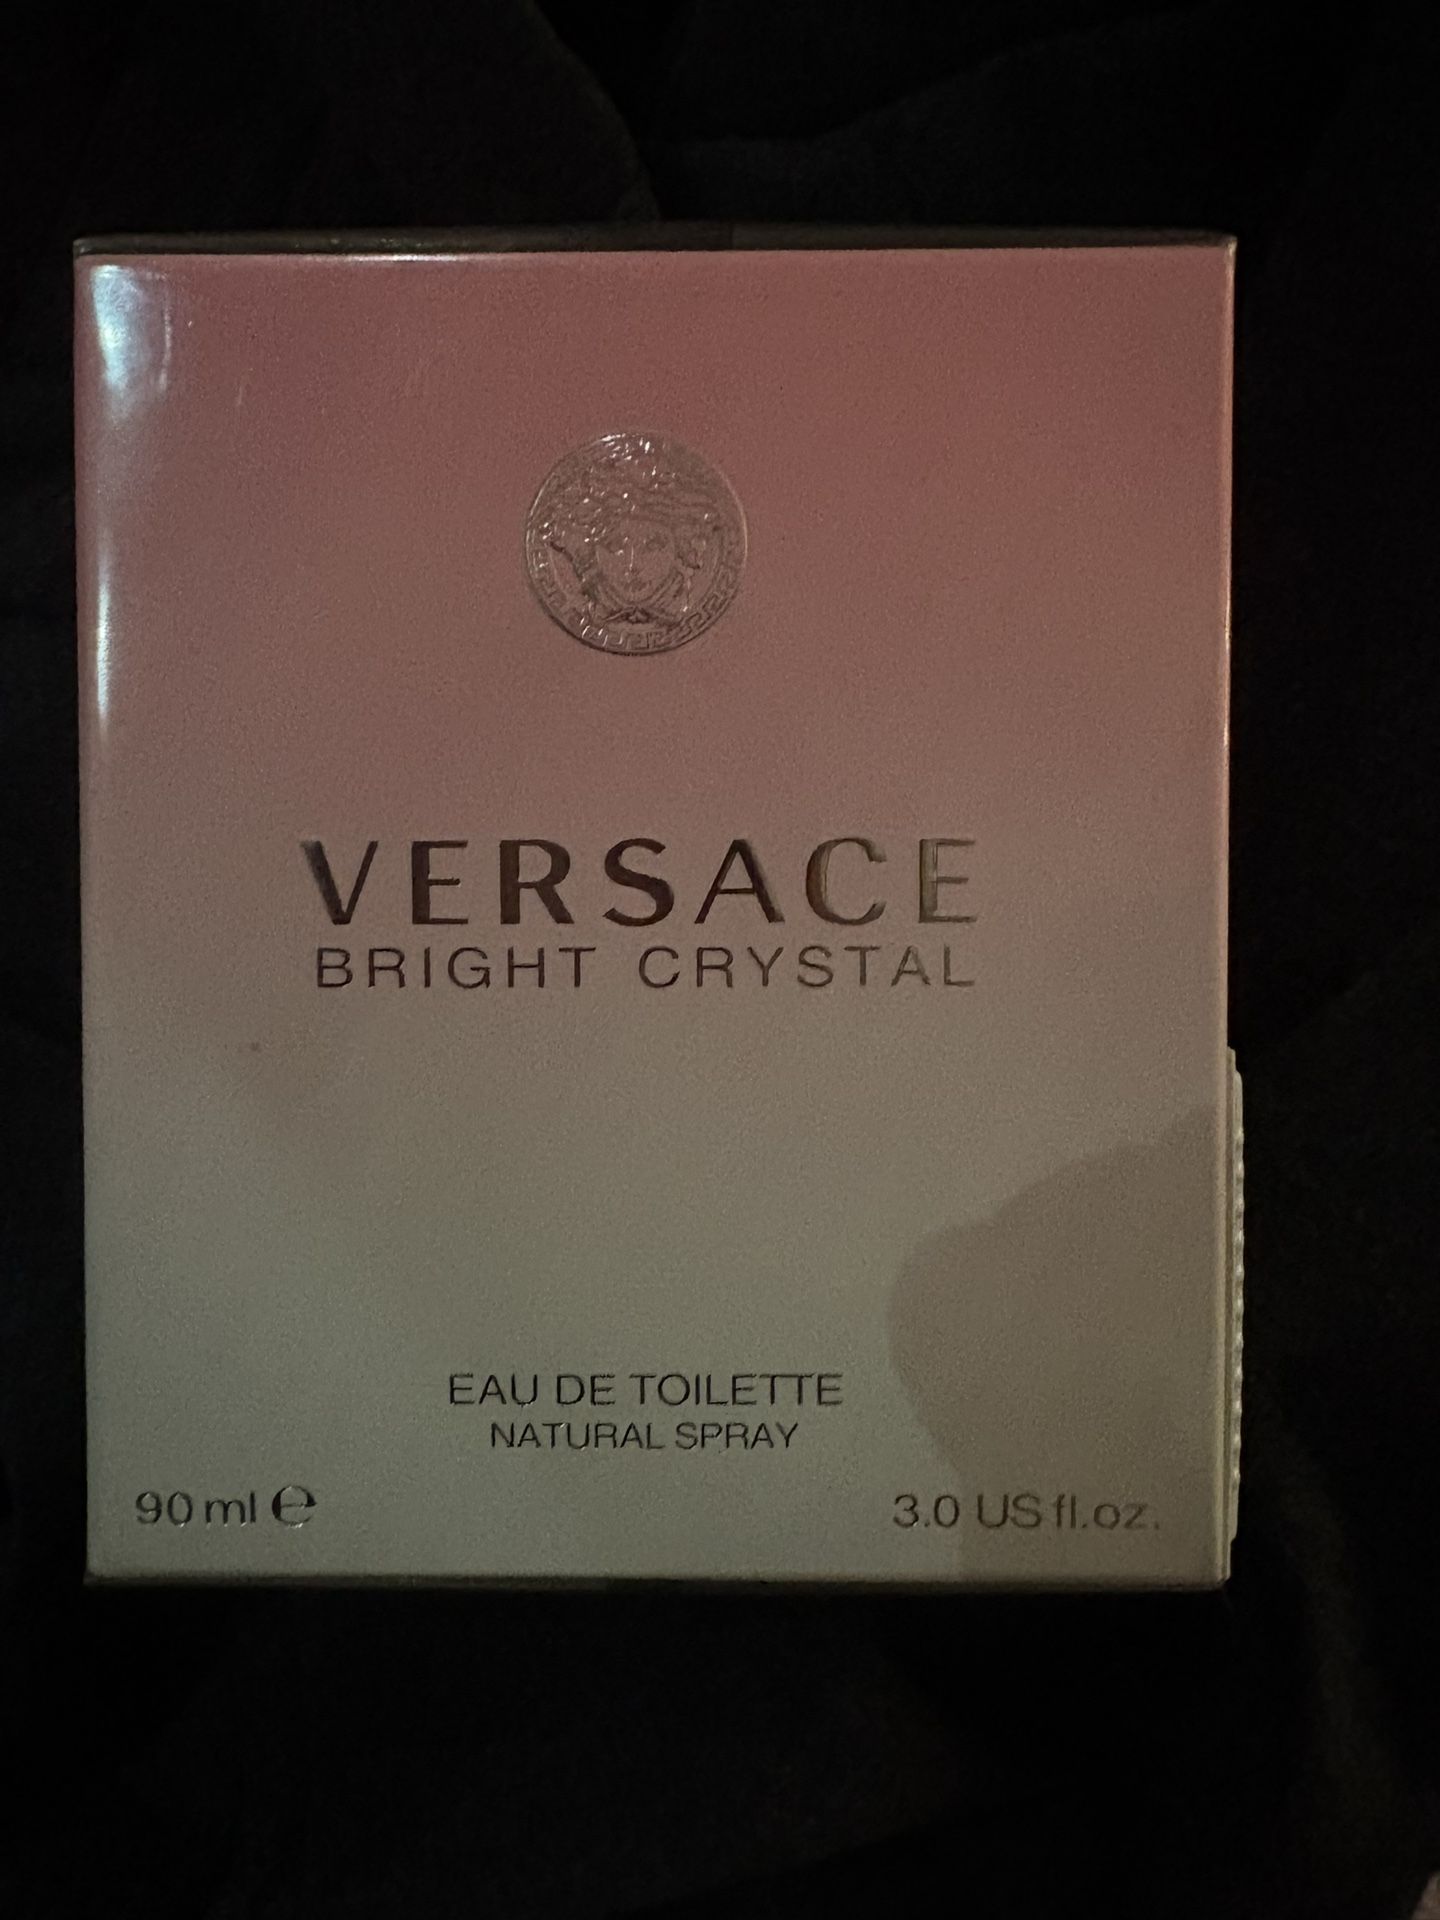 VERSACE
BRIGHT CRYSTAL
EAU DE TOILETTE
NATURAL SPRAY
90 ml ℮
3.0 US fl.oz.